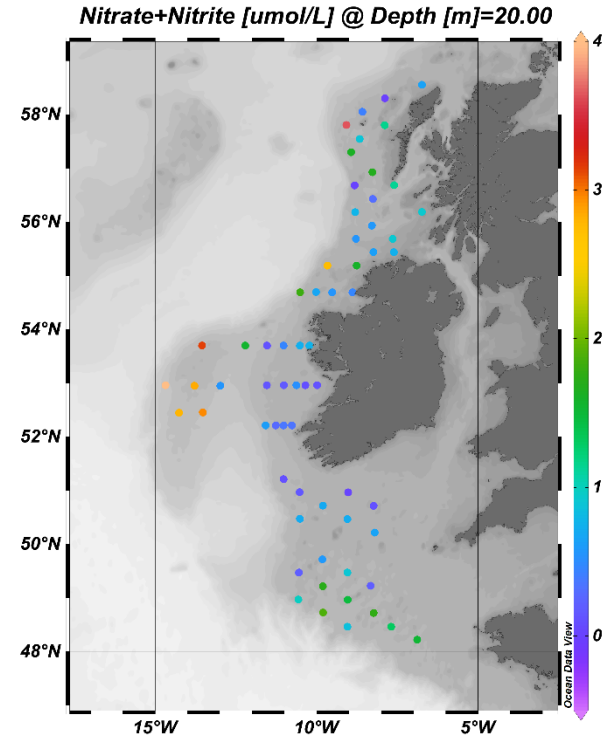 Nitrate+Nitrite [umol/L] @ Depth [m]=20.00
58°N
56°N
54°N
52°N
50°N
48°N
15°W
10°W
5°W
4
3
2
1
0
Ocean Data View